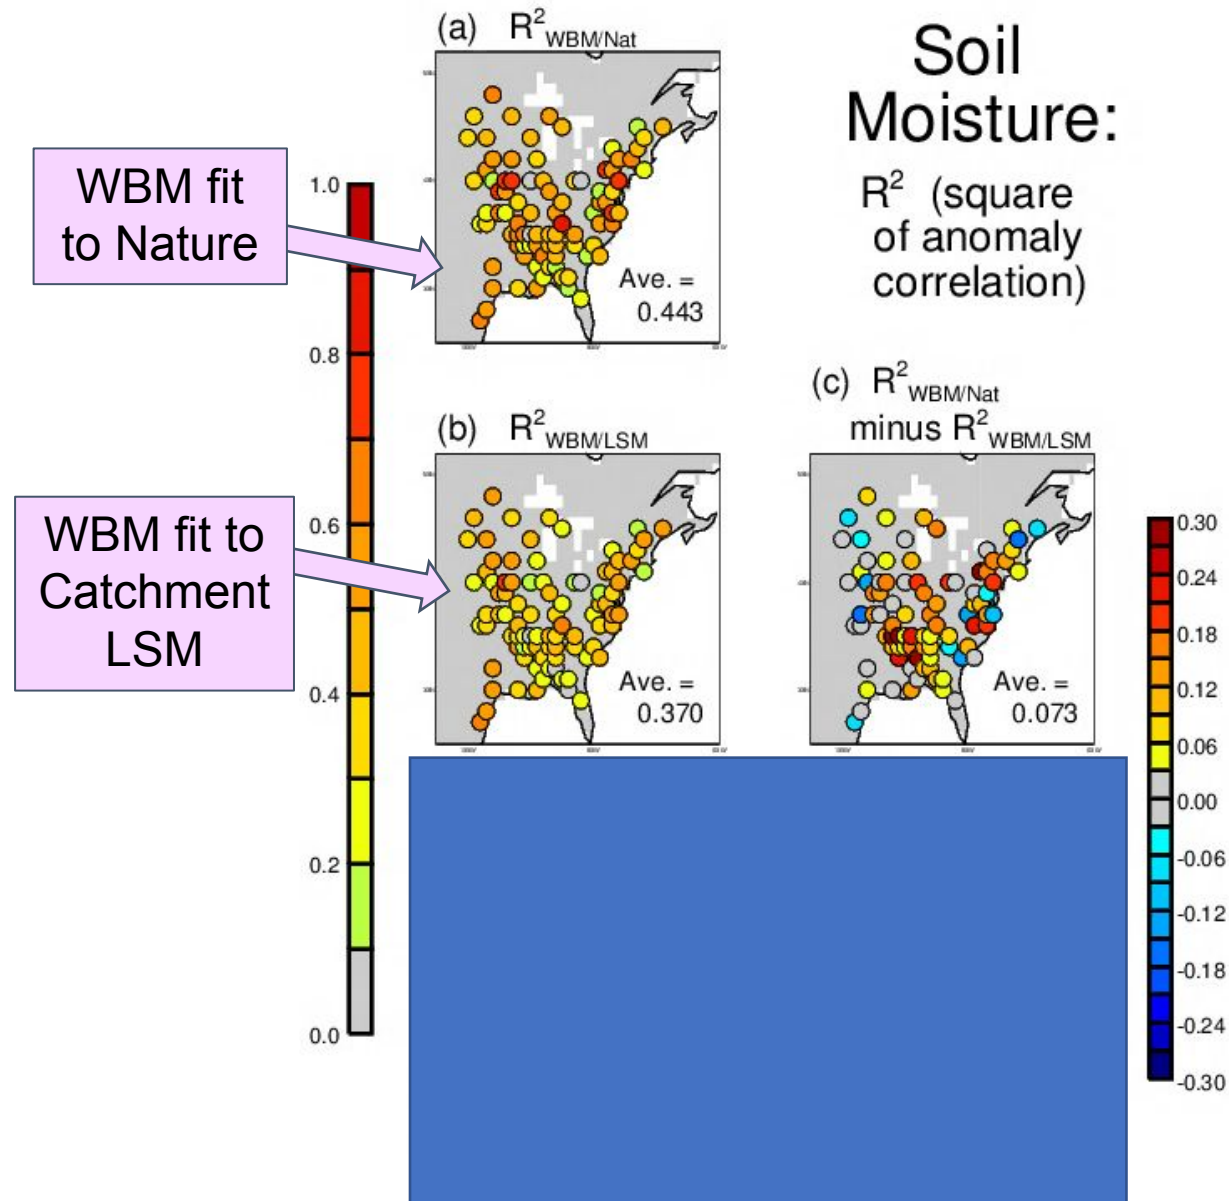 (a) R²WBM/Nat
Soil
Moisture:
R² (square
of anomaly
correlation)
WBM fit
to Nature
Ave. =
0.443
1.0
0.8
0.6
0.4
0.2
0.0
(b) R²WBM/LSM
(c) R²WBM/Nat
minus R²WBM/LSM
WBM fit to
Catchment
LSM
Ave. =
0.370
Ave. =
0.073
0.30
0.24
0.18
0.12
0.06
0.00
-0.06
-0.12
-0.18
-0.24
-0.30